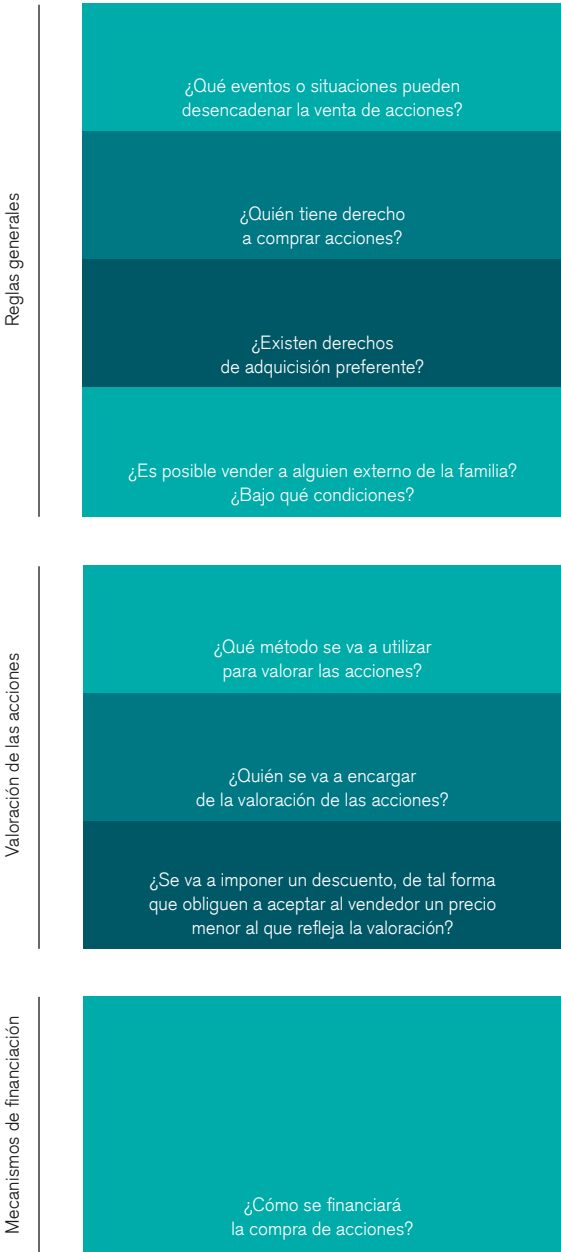 Reglas generales
¿Qué eventos o situaciones pueden
desencadenar la venta de acciones?
¿Quién tiene derecho
a comprar acciones?
¿Existen derechos
de adquicisión preferente?
¿Es posible vender a alguien externo de la familia?
¿Bajo qué condiciones?
Valoración de las acciones
¿Qué método se va a utilizar
para valorar las acciones?
¿Quién se va a encargar
de la valoración de las acciones?
¿Se va a imponer un descuento, de tal forma
que obliguen a aceptar al vendedor un precio
menor al que refleja la valoración?
Mecanismos de financiación
¿Cómo se financiará
la compra de acciones?